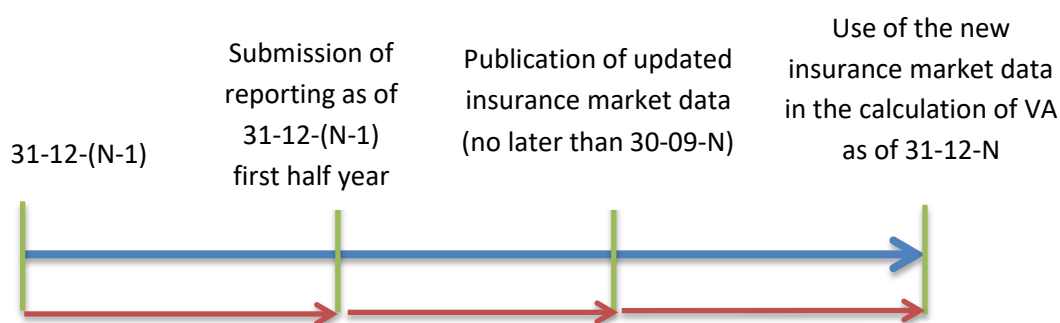 31-12-(N-1)
Submission of
reporting as of
31-12-(N-1)
first half year
Publication of updated
insurance market data
(no later than 30-09-N)
Use of the new
insurance market data
in the calculation of VA
as of 31-12-N